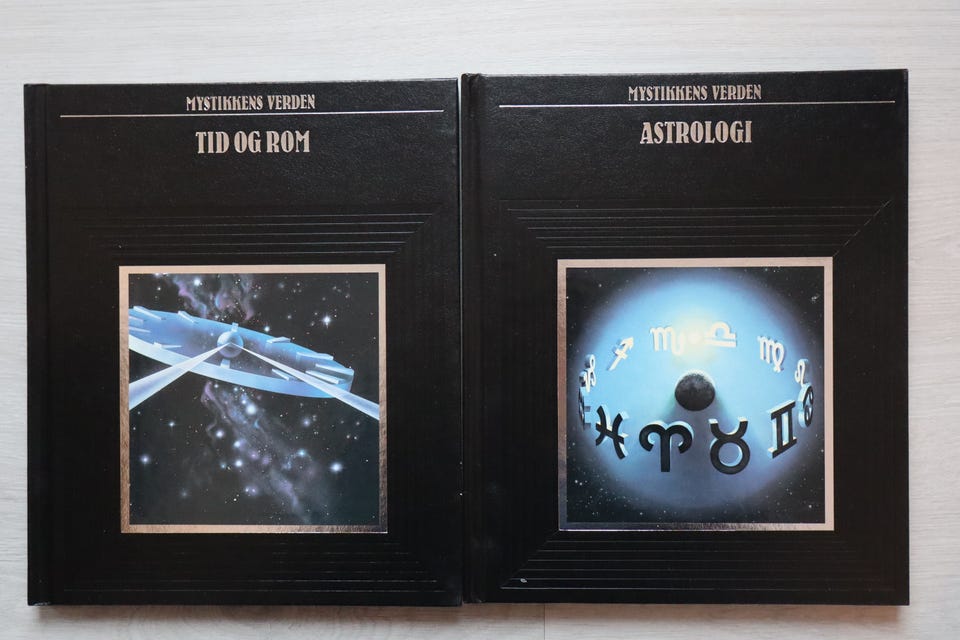 MYSTIKKENS VERDEN
TID OG ROM
MYSTIKKENS VERDEN
ASTROLOGI